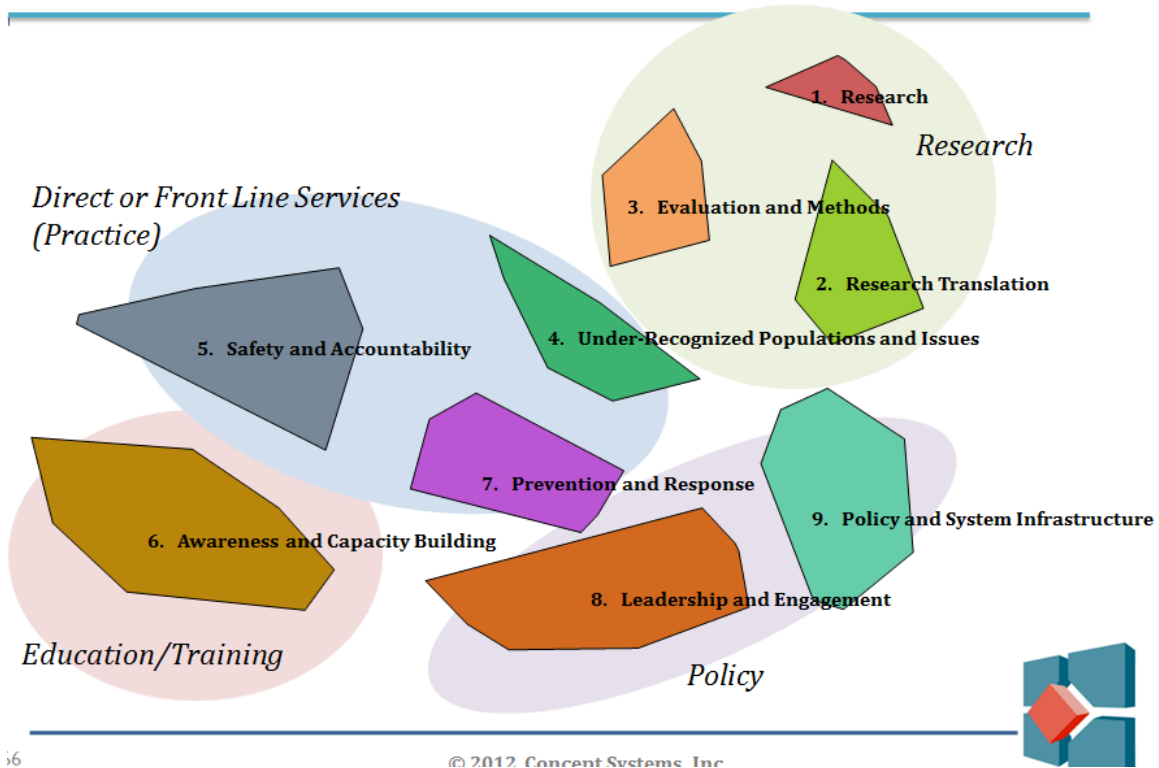 1. Research
Research
Direct or Front Line Services
(Practice)
3. Evaluation and Methods
2. Research Translation
4. Under-Recognized Populations and Issues
5. Safety and Accountability
7. Prevention and Response
9. Policy and System Infrastructure
6. Awareness and Capacity Building
8. Leadership and Engagement
Education/Training
Policy
© 2012 Concept Systems, Inc